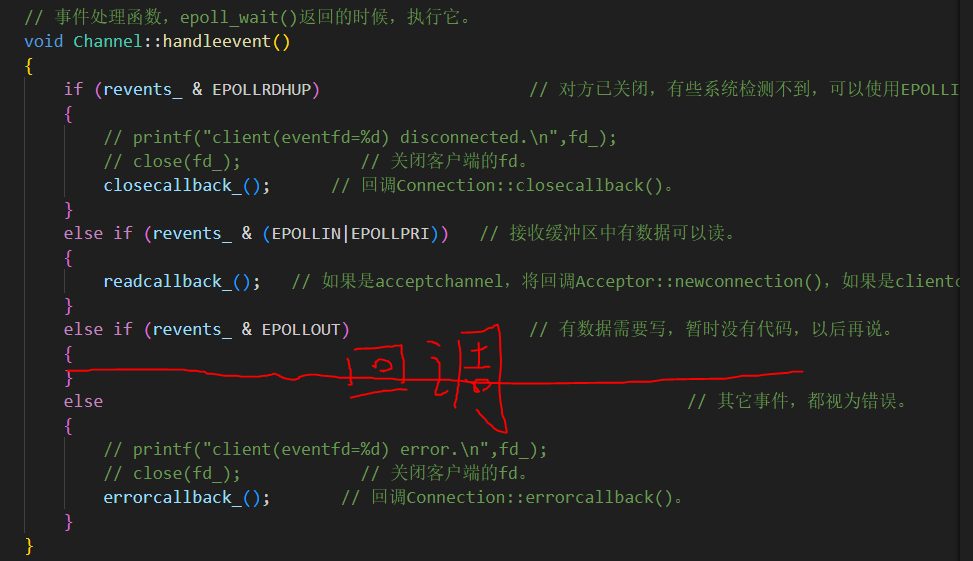 // 事件处理函数，epoll_wait()返回的时候，执行它。
void Channel::handleevent()
{
if (revents_ & EPOLLRDHUP) // 对方已关闭，有些系统检测不到，可以使用EPOLLI
{
// printf("client(eventfd=%d) disconnected.\n",fd_);
// close(fd_); // 关闭客户端的fd。
closecallback_(); // 回调Connection::closecallback()。
}
else if (revents_ & (EPOLLIN|EPOLLPRI)) // 接收缓冲区中有数据可以读。
{
readcallback_(); // 如果是acceptchannel，将回调Acceptor::newconnection()，如果是clientc
}
else if (revents_ & EPOLLOUT) // 有数据需要写，暂时没有代码，以后再说。
{
回调
}
else // 其它事件，都视为错误。
{
// printf("client(eventfd=%d) error.\n",fd_);
// close(fd_); // 关闭客户端的fd。
errorcallback_(); // 回调Connection::errorcallback()。
}
}